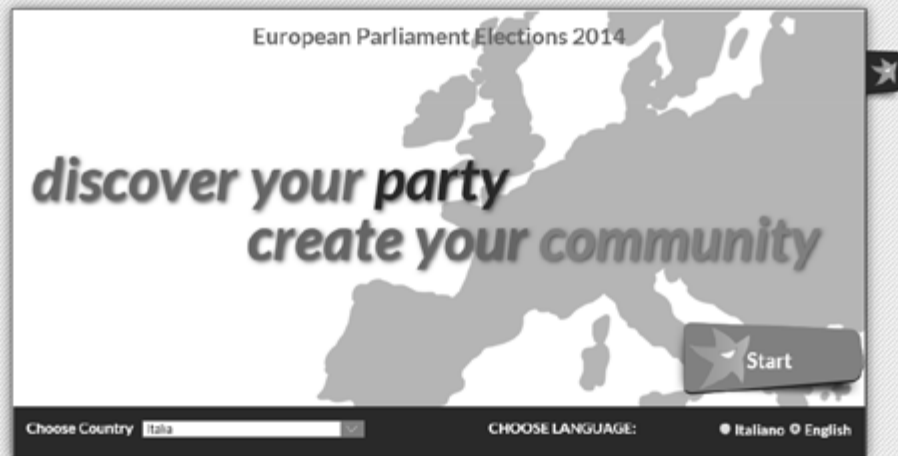 European Parliament Elections 2014
discover your party
create your community
Start
Choose Country Italia CHOOSE LANGUAGE: Italiano English